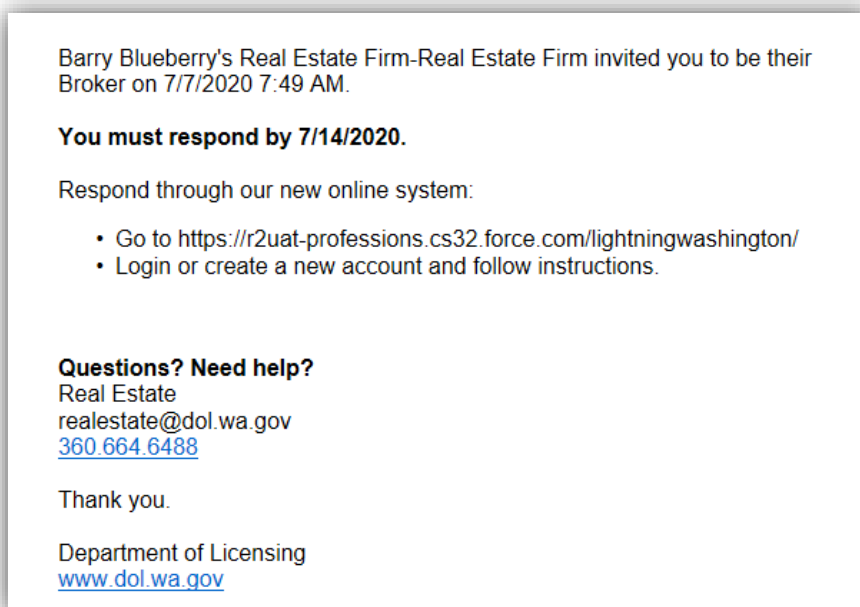 Barry Blueberry's Real Estate Firm-Real Estate Firm invited you to be their
Broker on 7/7/2020 7:49 AM.
You must respond by 7/14/2020.
Respond through our new online system:
• Go to https://r2uat-professions.cs32.force.com/lightningwashington/
• Login or create a new account and follow instructions.
Questions? Need help?
Real Estate
realestate@dol.wa.gov
360.664.6488
Thank you.
Department of Licensing
www.dol.wa.gov